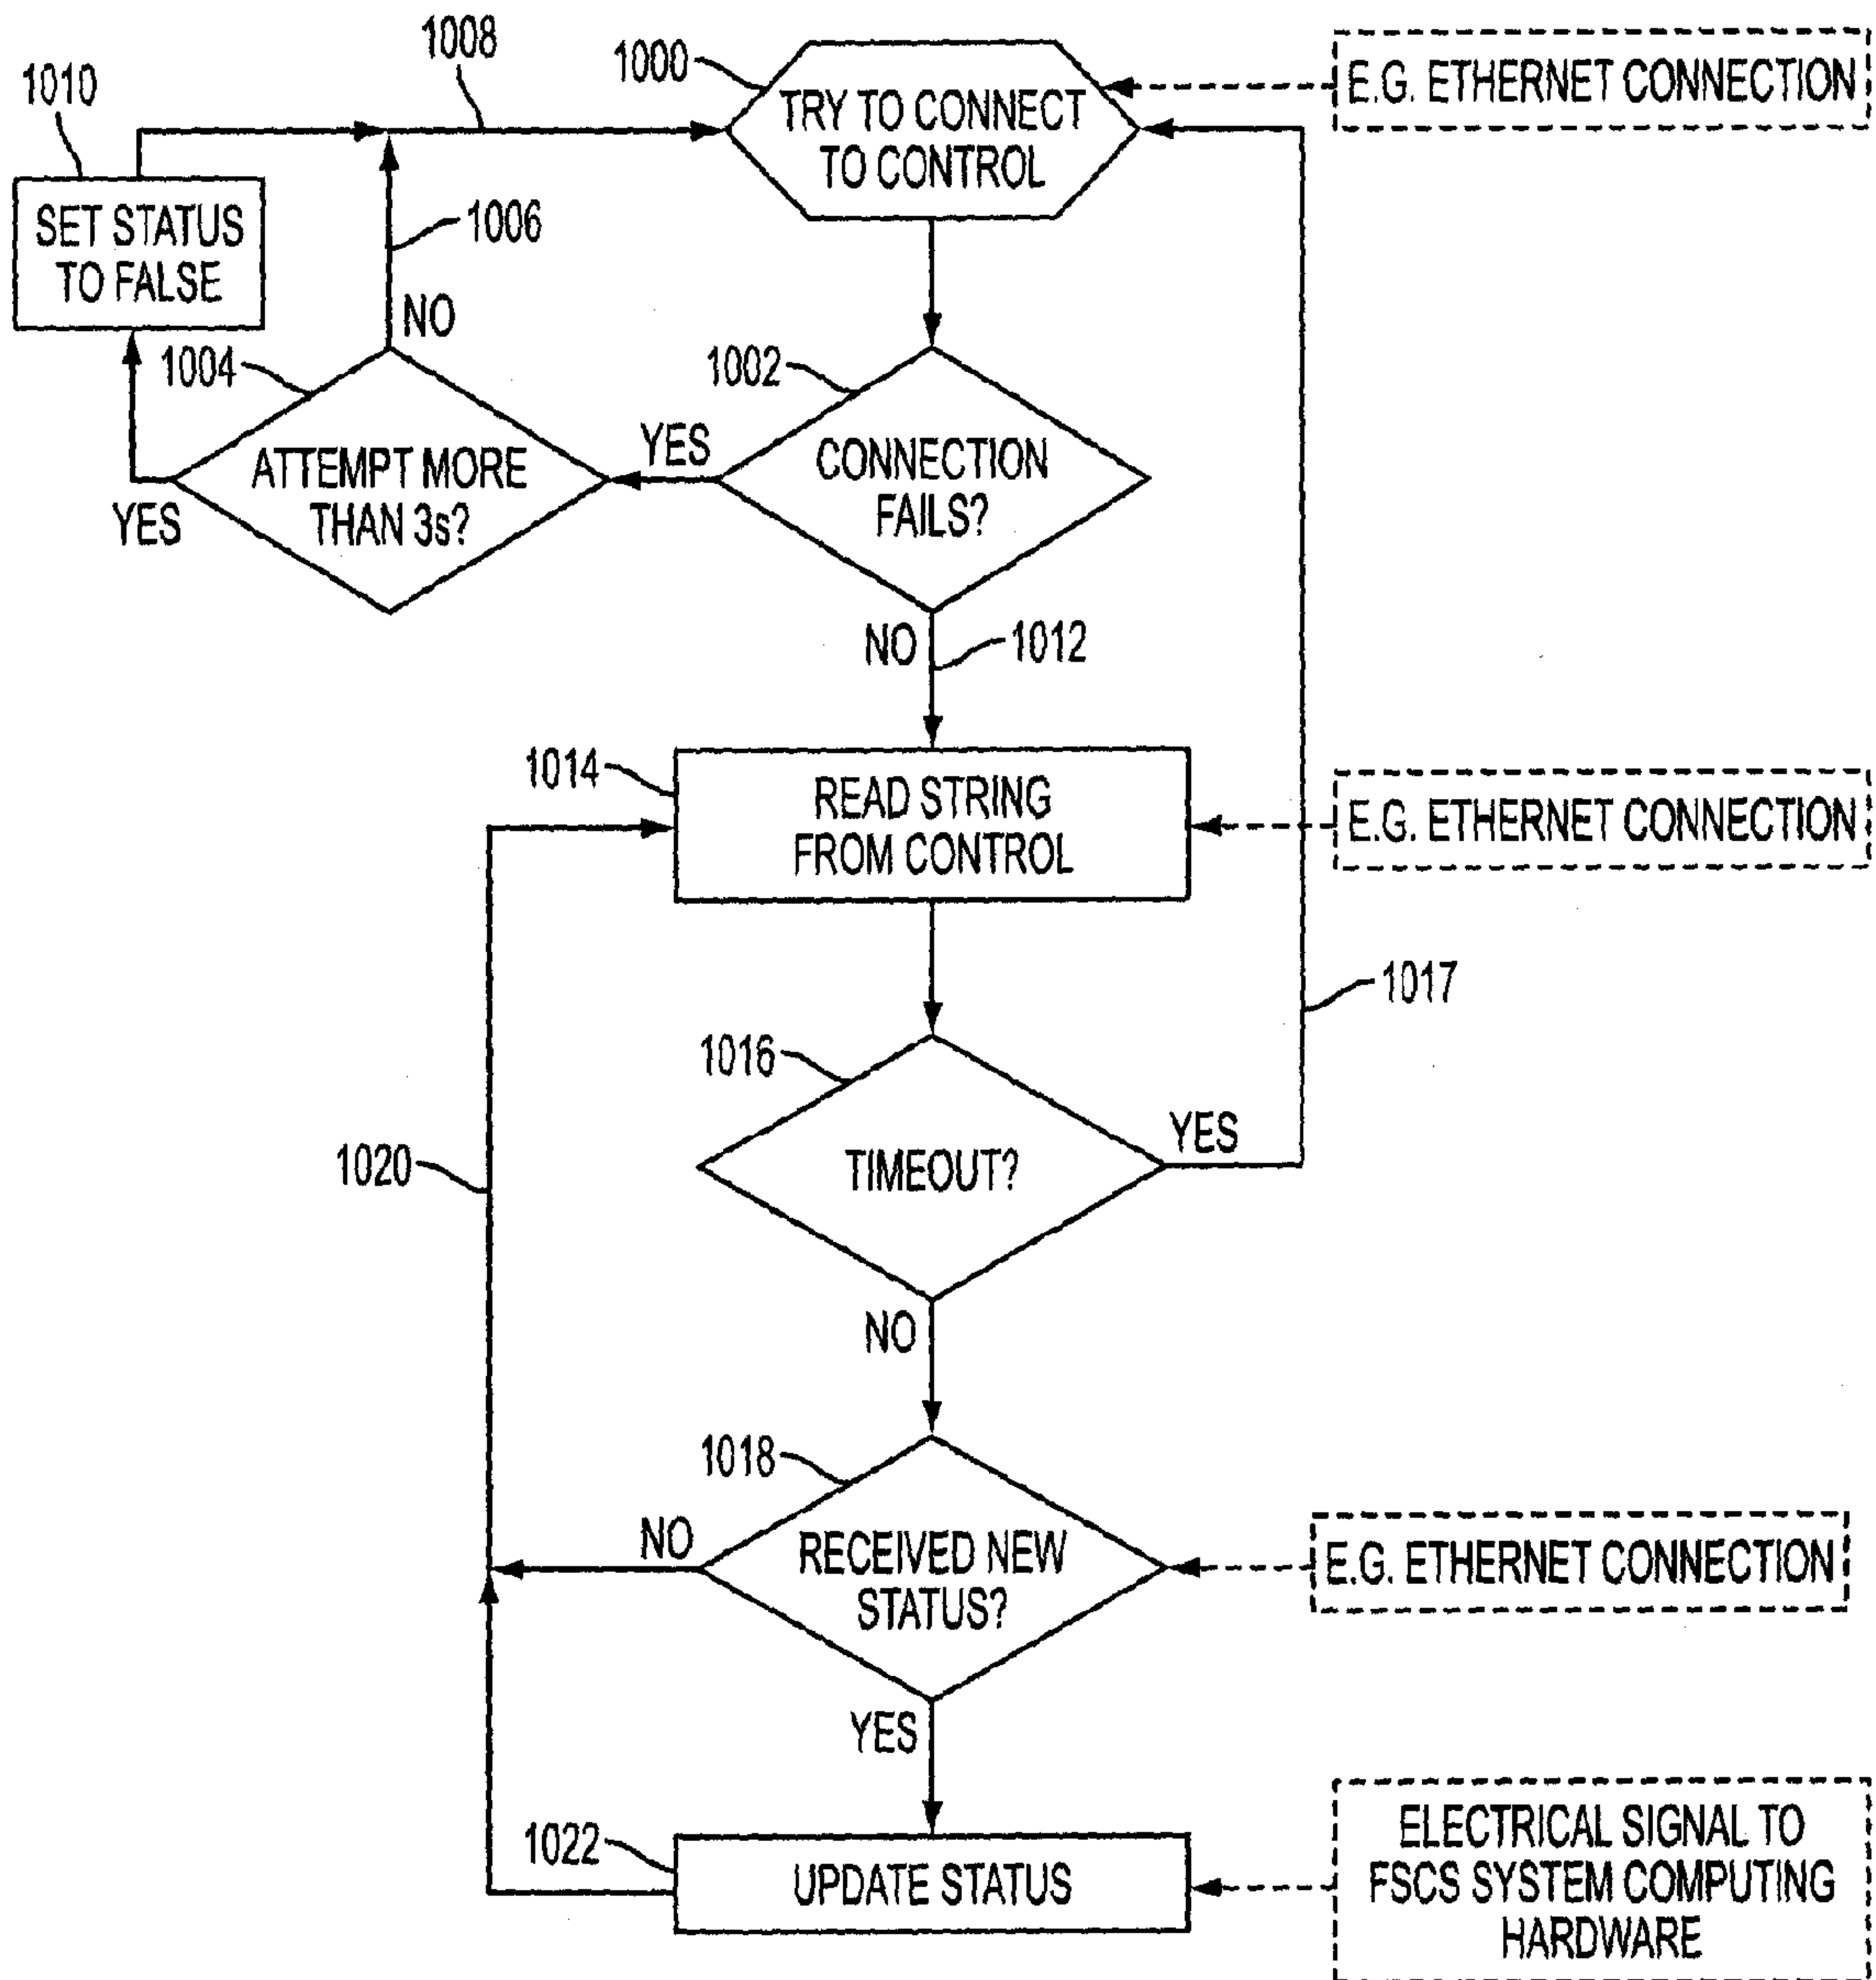 1008
1010
1000
TRY TO CONNECT
TO CONTROL
E.G. ETHERNET CONNECTION
SET STATUS
TO FALSE
1006
NO
1004
1002
ATTEMPT MORE
THAN 3s?
YES
YES
CONNECTION
FAILS?
NO
1012
1014
READ STRING
FROM CONTROL
E.G. ETHERNET CONNECTION
1017
1016
TIMEOUT?
YES
1020
NO
1018
NO
RECEIVED NEW
STATUS?
E.G. ETHERNET CONNECTION
YES
1022
UPDATE STATUS
ELECTRICAL SIGNAL TO
FSCS SYSTEM COMPUTING
HARDWARE